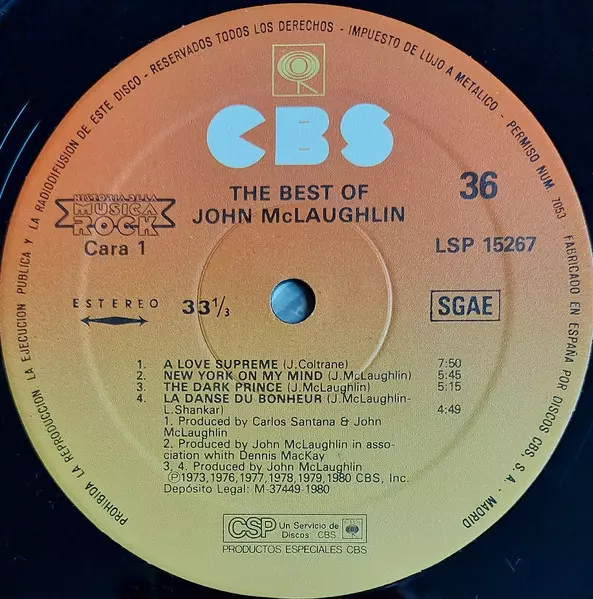 PROHIBIDA LA REPRODUCCION LA EJECUCION PUBLICA Y LA RADIODIFUSION DE ESTE DISCO - RESERVADOS TODOS LOS DERECHOS - IMPUESTO DE LUJO A METALICO - PERMISO NUM. 7053 FABRICADO EN ESPAÑA POR DISCOS CBS, S. A. - MADRID
CBS
THE BEST OF
JOHN McLAUGHLIN
36
HISTORIA DE LA
MUSICA
ROCK
Cara 1
LSP 15267
ESTEREO
33 1/3
SGAE
1. A LOVE SUPREME (J.Coltrane) 7:50
2. NEW YORK ON MY MIND (J.McLaughlin) 5:45
3. THE DARK PRINCE (J.McLaughlin) 5:15
4. LA DANSE DU BONHEUR (J.McLaughlin-
L.Shankar) 4:49
1. Produced by Carlos Santana & John
McLaughlin
2. Produced by John McLaughlin in asso-
ciation whith Dennis MacKay
3, 4. Produced by John McLaughlin
Ⓟ1973,1976,1977,1978,1979,1980 CBS, Inc.
Depósito Legal: M-37449-1980
CSP Un Servicio de
Discos CBS
PRODUCTOS ESPECIALES CBS